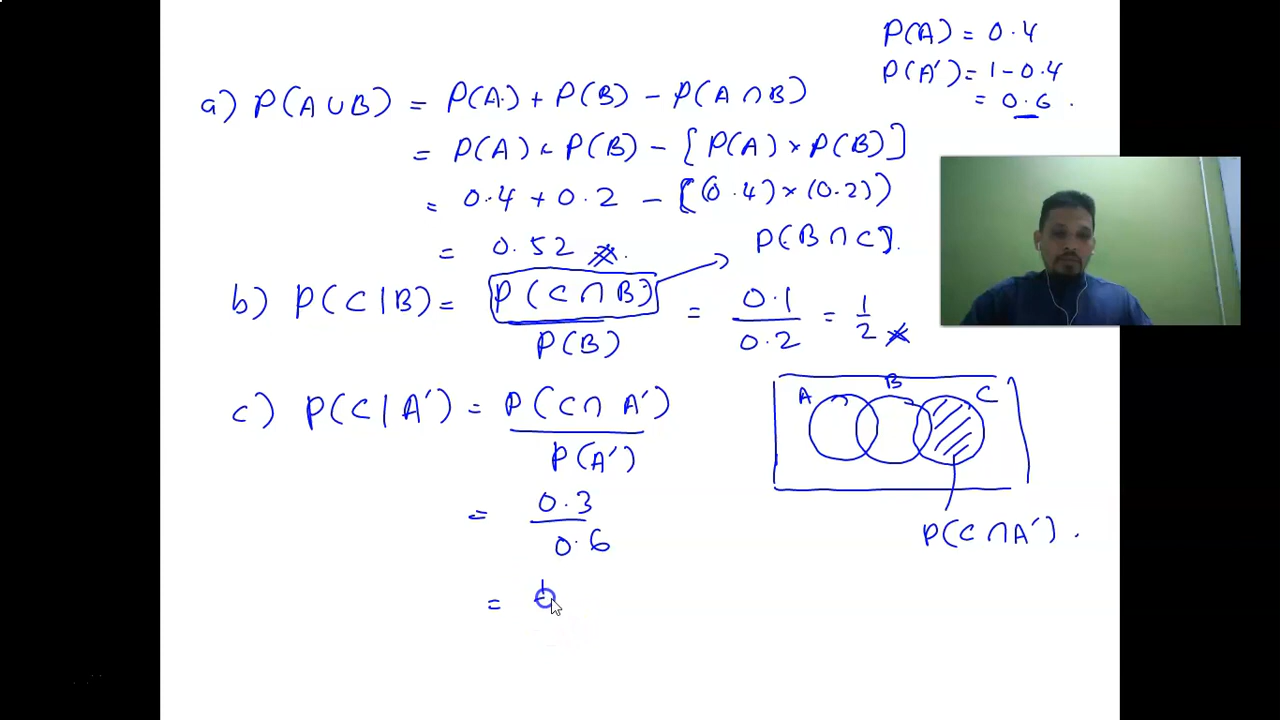 P(A) = 0.4
P(A') = 1 - 0.4
= 0.6 .
a) P(A ∪ B) = P(A) + P(B) - P(A ∩ B)
= P(A) + P(B) - [P(A) × P(B)]
= 0.4 + 0.2 - [(0.4) × (0.2)]
= 0.52
P(B ∩ C).
b) P(C | B) = P(C ∩ B) / P(B) = 0.1 / 0.2 = 1 / 2
c) P(C | A') = P(C ∩ A') / P(A')
= 0.3 / 0.6
=
A B C
P(C ∩ A') .